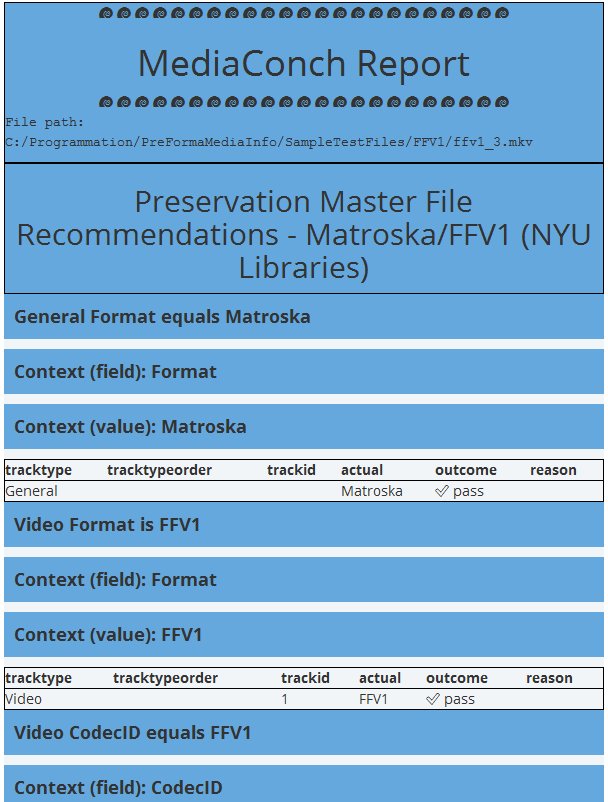 MediaConch Report
File path:
C:/Programmation/PreFormaMediaInfo/SampleTestFiles/FFV1/ffv1_3.mkv
Preservation Master File
Recommendations - Matroska/FFV1 (NYU
Libraries)
General Format equals Matroska
Context (field): Format
Context (value): Matroska
tracktype tracktypeorder trackid actual outcome reason
General Matroska pass
Video Format is FFV1
Context (field): Format
Context (value): FFV1
tracktype tracktypeorder trackid actual outcome reason
Video 1 FFV1 pass
Video CodecID equals FFV1
Context (field): CodecID